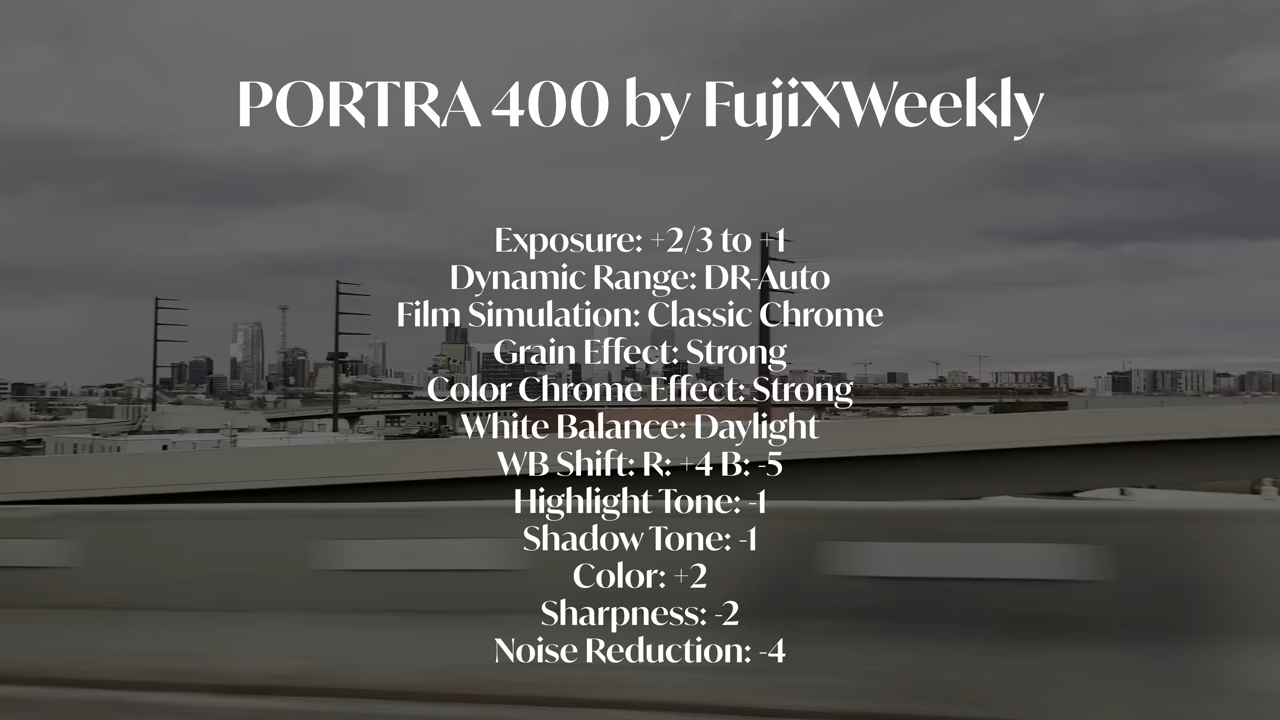 PORTRA 400 by FujiXWeekly
Exposure: +2/3 to +1
Dynamic Range: DR-Auto
Film Simulation: Classic Chrome
Grain Effect: Strong
Color Chrome Effect: Strong
White Balance: Daylight
WB Shift: R: +4 B: -5
Highlight Tone: -1
Shadow Tone: -1
Color: +2
Sharpness: -2
Noise Reduction: -4